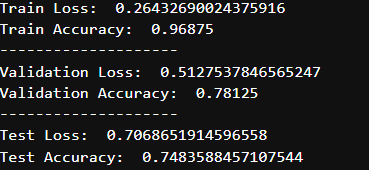 Train Loss:  0.26432690024375916
Train Accuracy:  0.96875
--------------------
Validation Loss:  0.5127537846565247
Validation Accuracy:  0.78125
--------------------
Test Loss:  0.7068651914596558
Test Accuracy:  0.7483588457107544